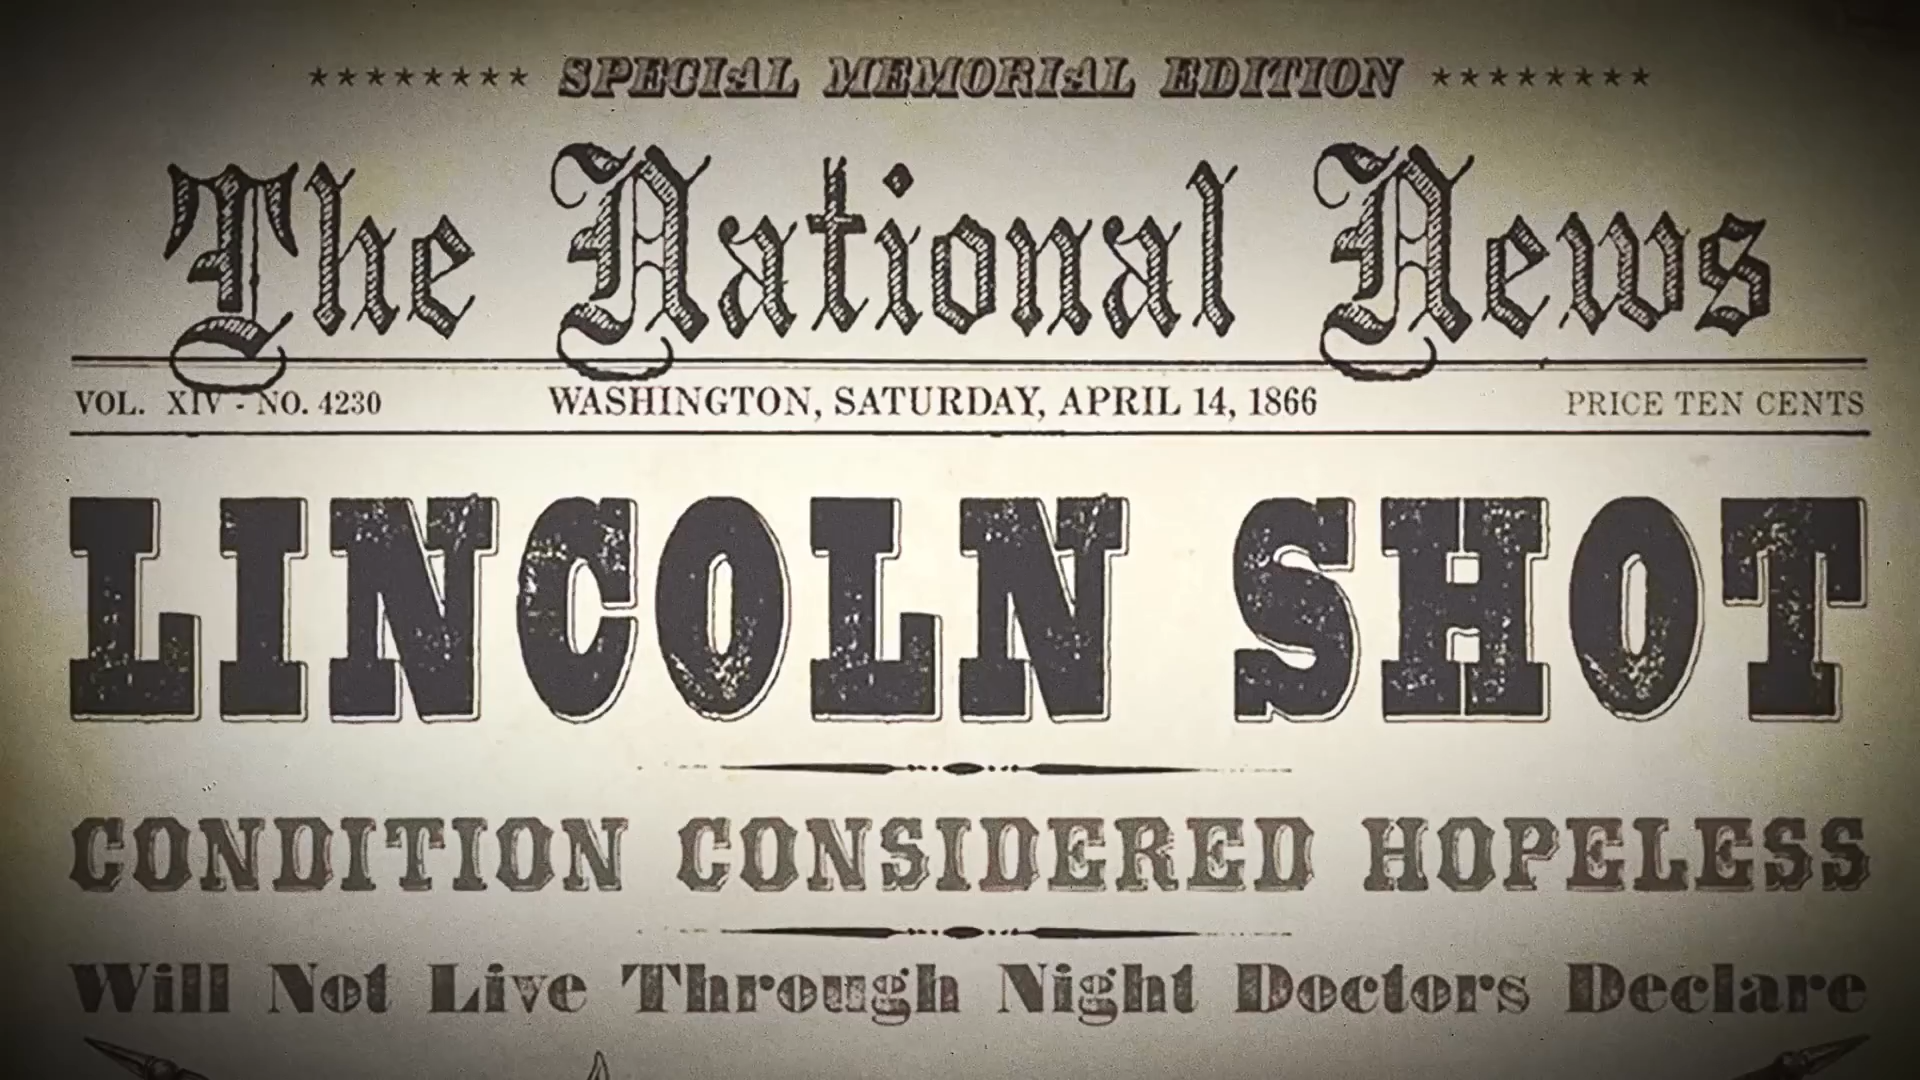 ******** SPECIAL MEMORIAL EDITION ********
The National News
VOL. XIV - NO. 4230 WASHINGTON, SATURDAY, APRIL 14, 1866 PRICE TEN CENTS
LINCOLN SHOT
CONDITION CONSIDERED HOPELESS
Will Not Live Through Night Doctors Declare